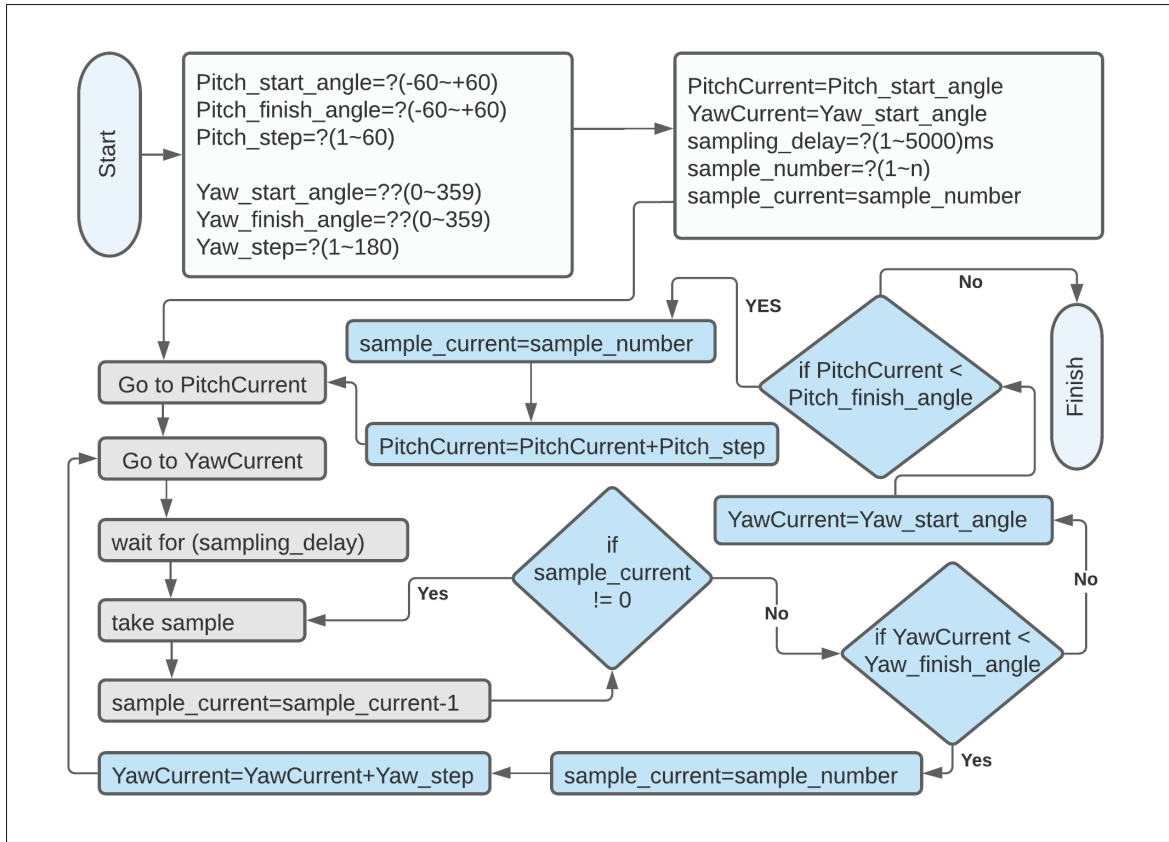 Start
Pitch_start_angle=?(-60~+60)
Pitch_finish_angle=?(-60~+60)
Pitch_step=?(1~60)
Yaw_start_angle=??(0~359)
Yaw_finish_angle=??(0~359)
Yaw_step=?(1~180)
PitchCurrent=Pitch_start_angle
YawCurrent=Yaw_start_angle
sampling_delay=?(1~5000)ms
sample_number=?(1~n)
sample_current=sample_number
No
YES
sample_current=sample_number
if PitchCurrent <
Pitch_finish_angle
Finish
Go to PitchCurrent
PitchCurrent=PitchCurrent+Pitch_step
Go to YawCurrent
YawCurrent=Yaw_start_angle
wait for (sampling_delay)
if
sample_current
!= 0
Yes
No
No
take sample
if YawCurrent <
Yaw_finish_angle
sample_current=sample_current-1
Yes
YawCurrent=YawCurrent+Yaw_step
sample_current=sample_number